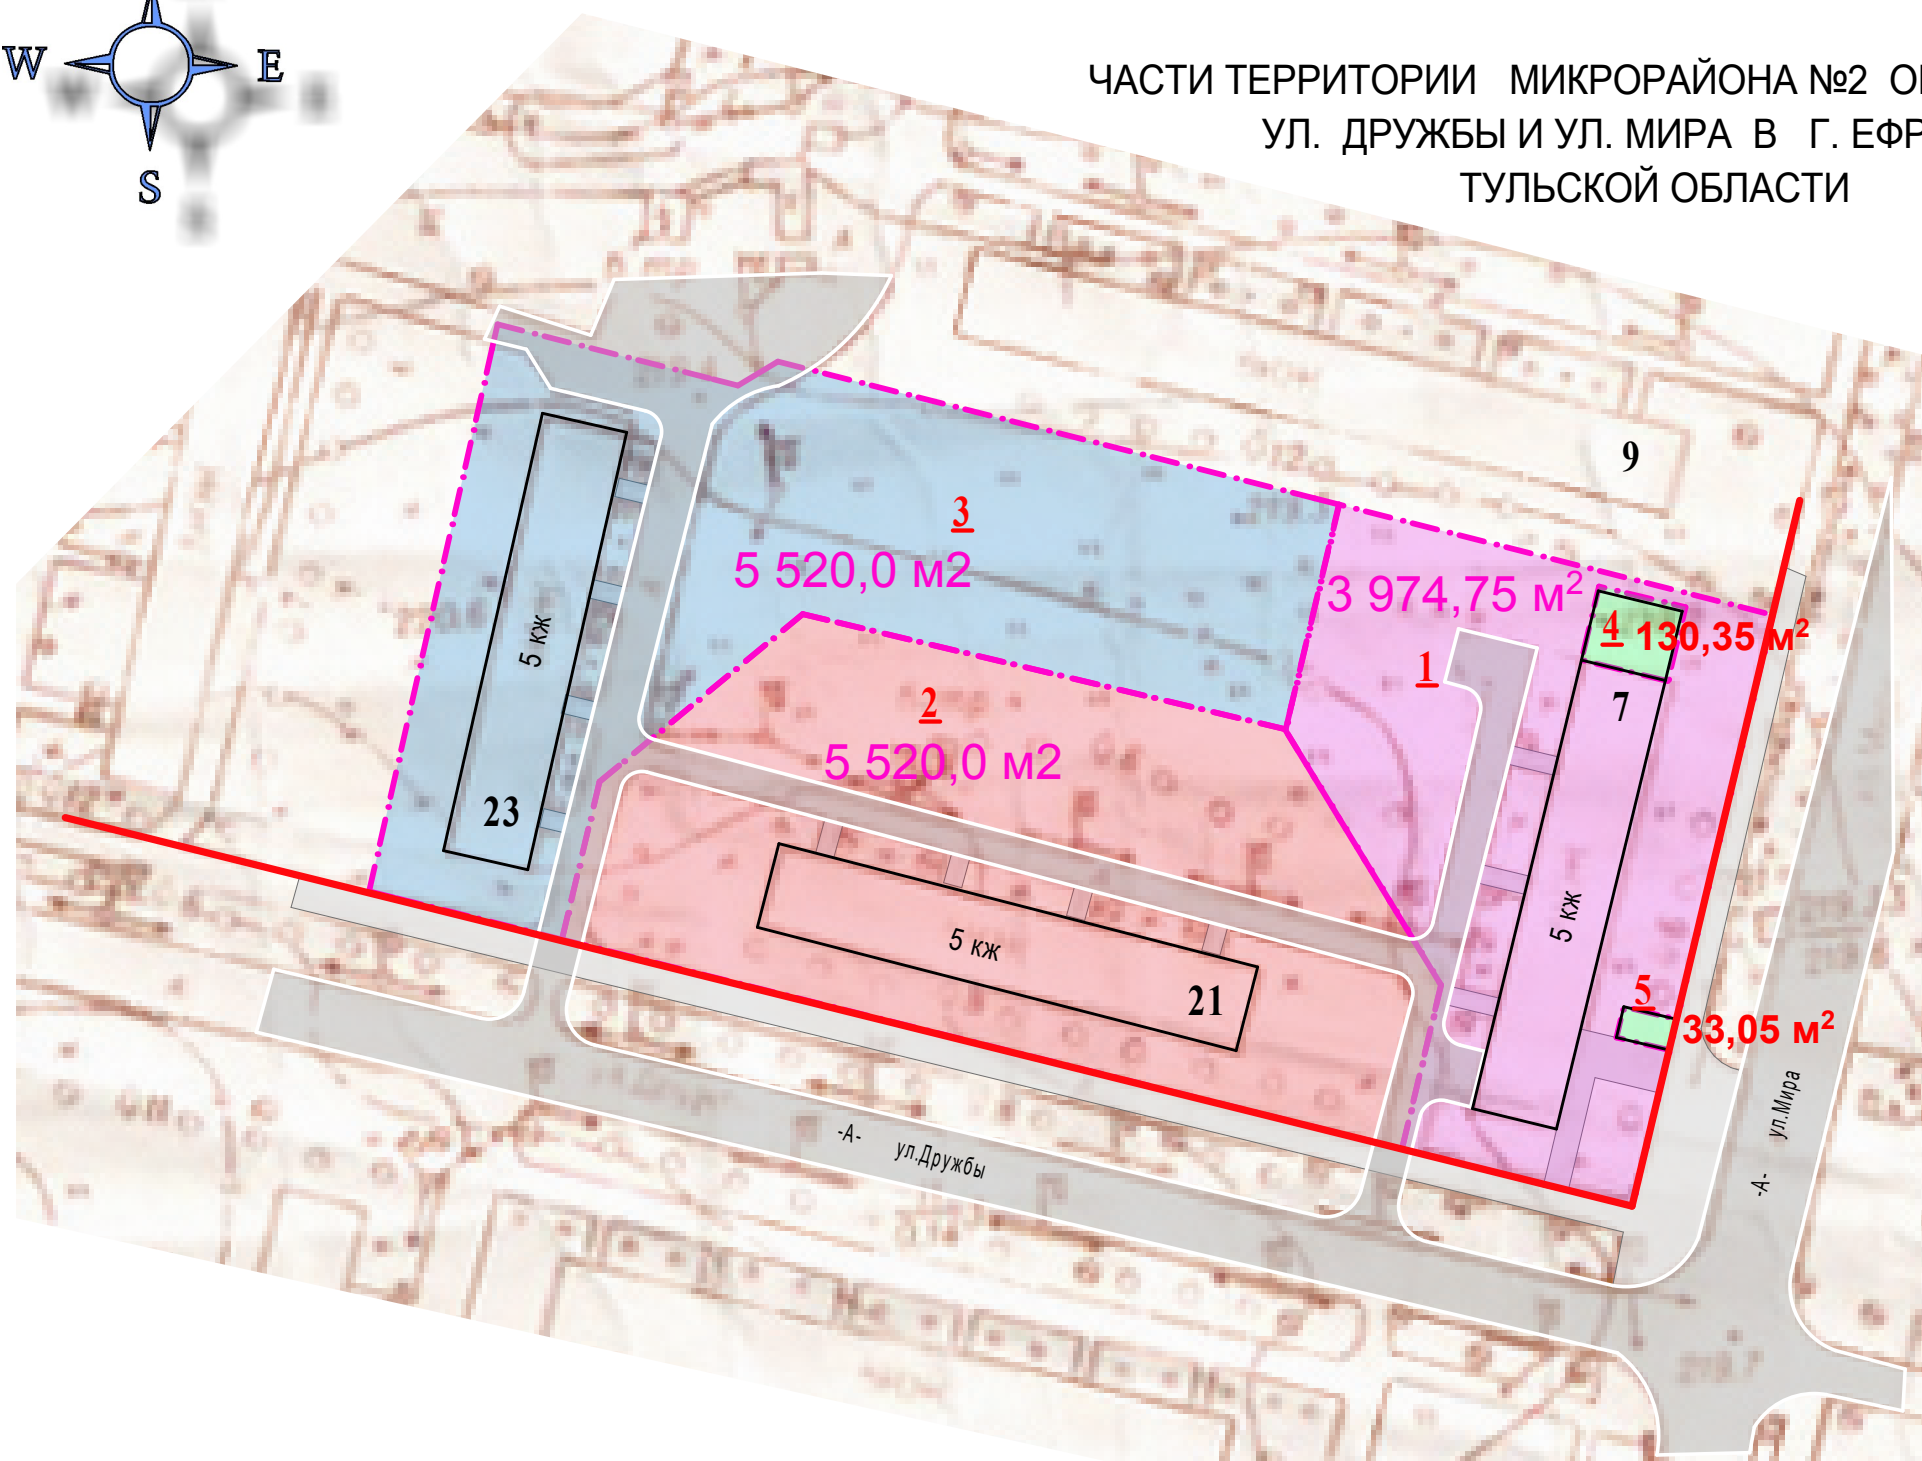 W
E
S
ЧАСТИ ТЕРРИТОРИИ МИКРОРАЙОНА №2
УЛ. ДРУЖБЫ И УЛ. МИРА В Г.
ТУЛЬСКОЙ ОБЛАСТИ
9
3
5 520,0 м2
3 974,75 м²
4 130,35 м²
1
7
2
5 520,0 м2
5 кж
23
5 кж
21
5 кж
5
33,05 м²
-А- ул.Дружбы
-А- ул.Мира